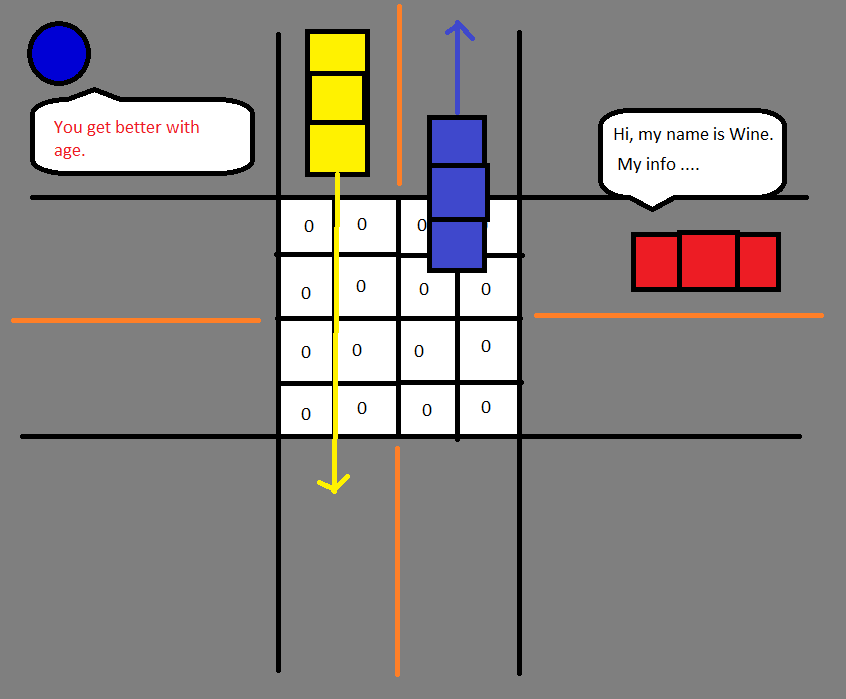 You get better with
age.
Hi, my name is Wine.
My info ....
0 0 0
0 0 0 0
0 0 0 0
0 0 0 0